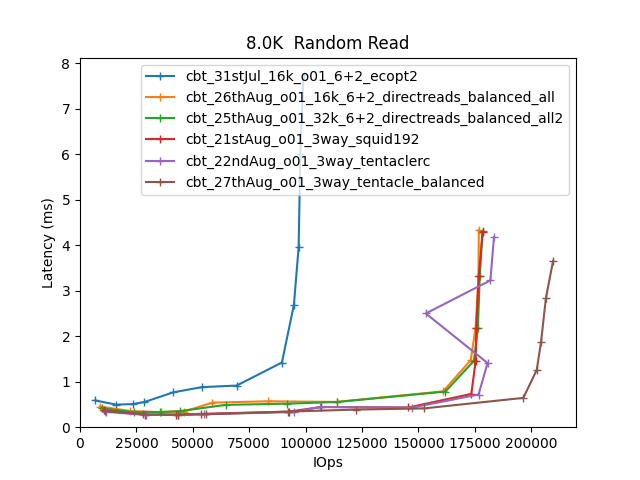 8.0K  Random Read
8
7
6
5
4
3
2
1
0
Latency (ms)
cbt_31stJul_16k_o01_6+2_ecopt2
cbt_26thAug_o01_16k_6+2_directreads_balanced_all
cbt_25thAug_o01_32k_6+2_directreads_balanced_all2
cbt_21stAug_o01_3way_squid192
cbt_22ndAug_o01_3way_tentaclerc
cbt_27thAug_o01_3way_tentacle_balanced
0 25000 50000 75000 100000 125000 150000 175000 200000
IOps